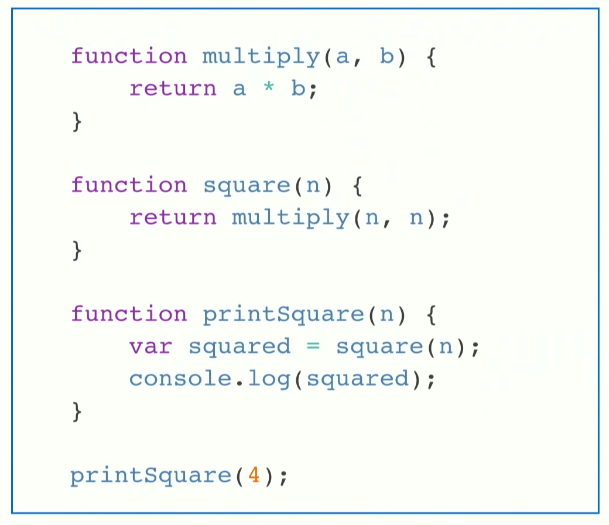 function multiply(a, b) {
    return a * b;
}

function square(n) {
    return multiply(n, n);
}

function printSquare(n) {
    var squared = square(n);
    console.log(squared);
}

printSquare(4);